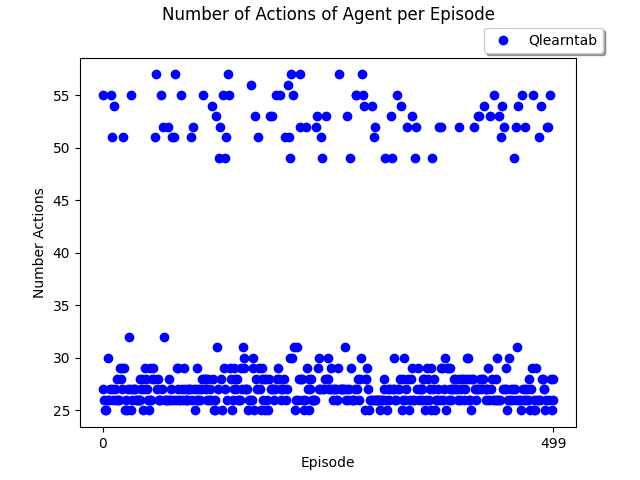 Number of Actions of Agent per Episode
Qlearntab
55
50
45
40
35
30
25
Number Actions
0
499
Episode